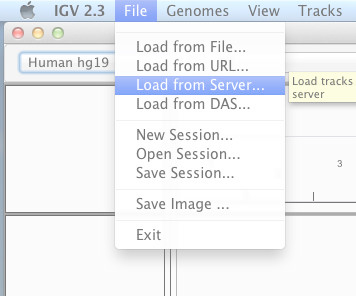 IGV 2.3 File Genomes View Tracks
Human hg19
Load from File...
Load from URL...
Load from Server...
Load from DAS...
Load tracks
server
New Session...
Open Session...
Save Session...
3
Save Image ...
Exit